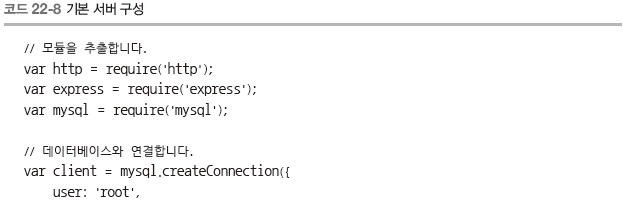 코드 22-8 기본 서버 구성
// 모듈을 추출합니다.
var http = require('http');
var express = require('express');
var mysql = require('mysql');
// 데이터베이스와 연결합니다.
var client = mysql.createConnection({
user: 'root',